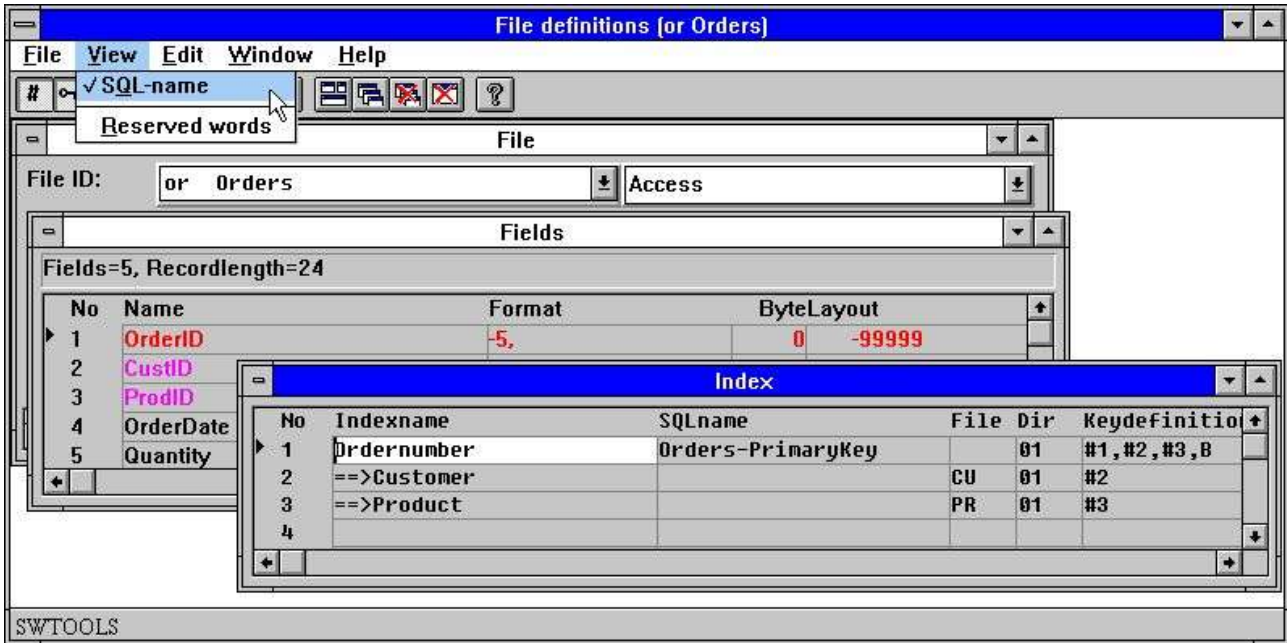 File definitions (or Orders)
File View Edit Window Help
# √ SQL-name ?
Reserved words
File
File ID: or Orders Access
Fields
Fields=5, Recordlength=24
No Name Format ByteLayout
1 OrderID -5, 0 -99999
2 CustID
3 ProdID
4 OrderDate
5 Quantity
Index
No Indexname SQLname File Dir Keydefinitio
1 Ordernumber Orders-PrimaryKey 01 #1,#2,#3,B
2 ==>Customer CU 01 #2
3 ==>Product PR 01 #3
4
SWTOOLS